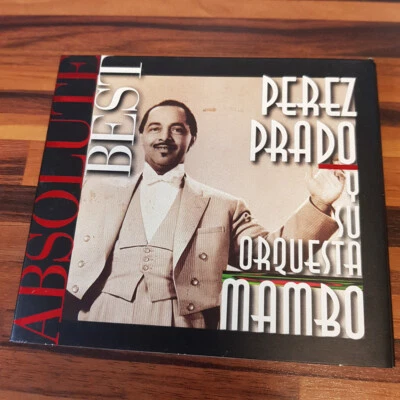 ABSOLUTE
BEST
PEREZ
PRADO
Y
SU
ORQUESTA
MAMBO